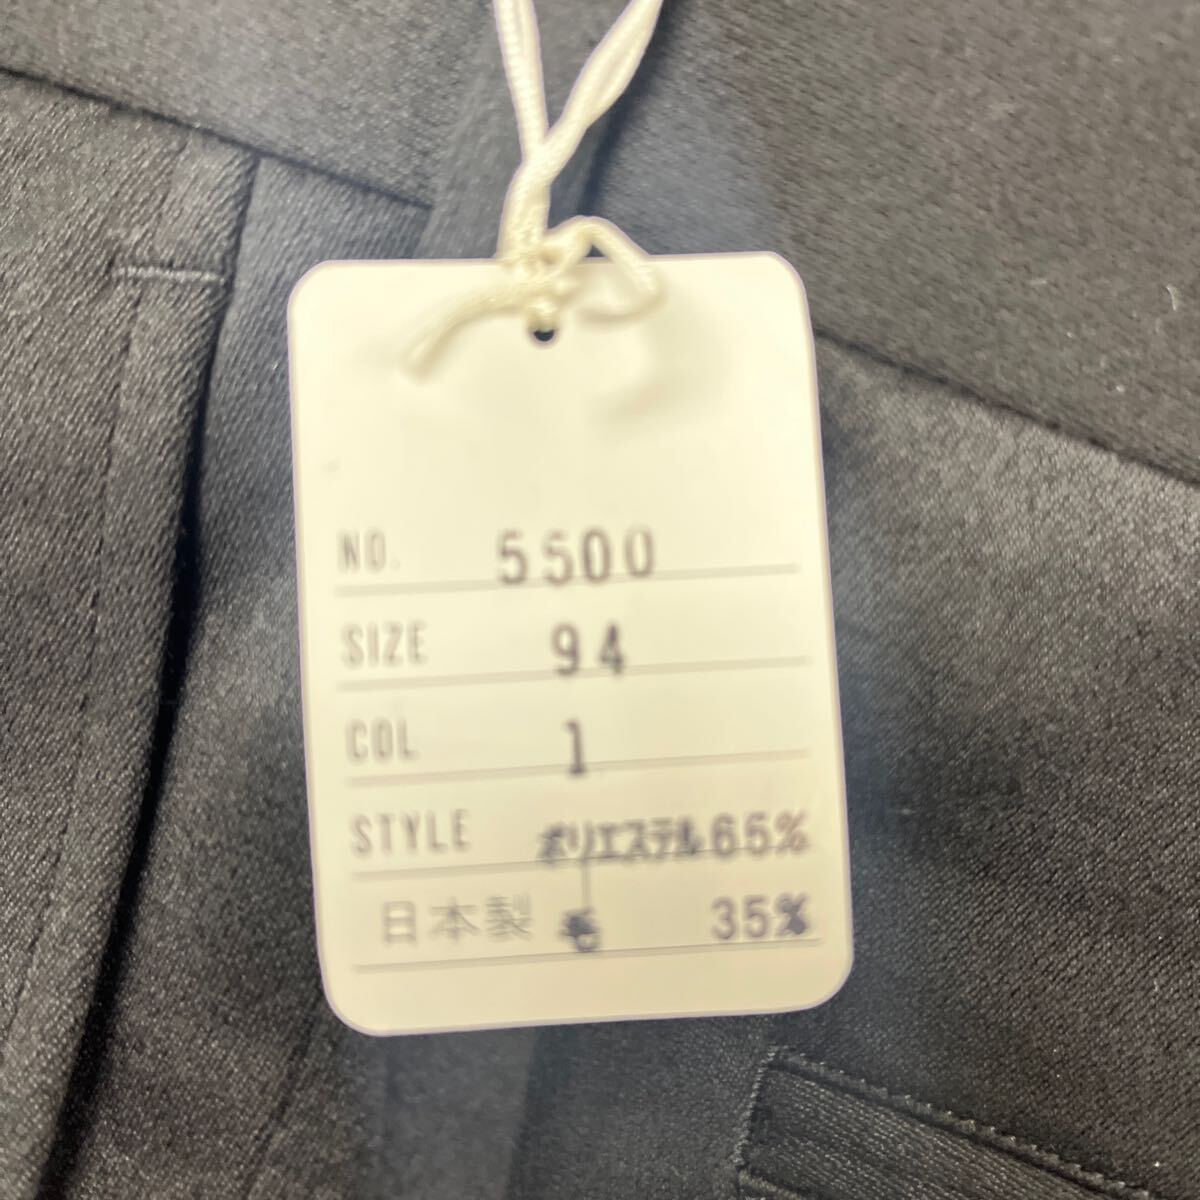 NO. 5500
SIZE 94
COL 1
STYLE ポリエステル65%
日本製 毛 35%